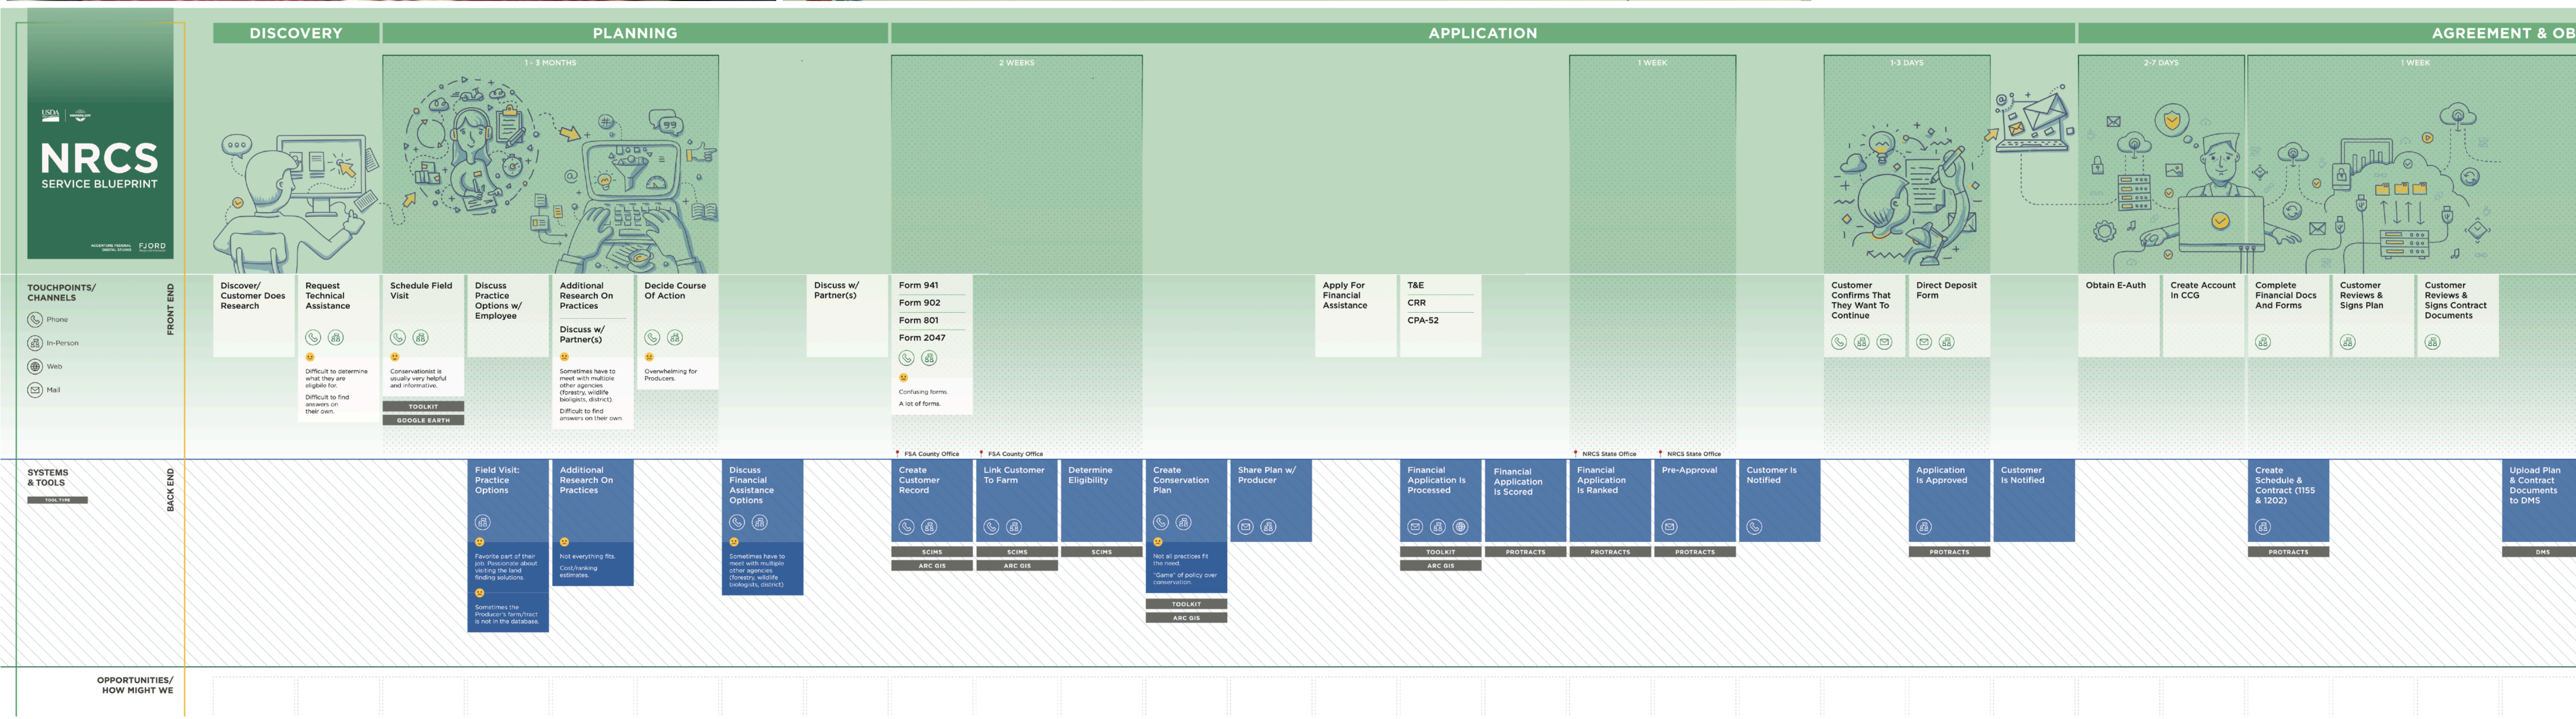 DISCOVERY
PLANNING
APPLICATION
AGREEMENT & OB
1 - 3 MONTHS
2 WEEKS
1 WEEK
1-3 DAYS
2-7 DAYS
1 WEEK
USDA
NRCS
SERVICE BLUEPRINT
ACCENTURE FEDERAL
DIGITAL STUDIO
FJORD
TOUCHPOINTS/
CHANNELS
Phone
In-Person
Web
Mail
FRONT END
Discover/
Customer Does
Research
Request
Technical
Assistance
Difficult to determine
what they are
eligible for.
Difficult to find
answers on
their own.
Schedule Field
Visit
Conservationist is
usually very helpful
and informative.
TOOLKIT
GOOGLE EARTH
Discuss
Practice
Options w/
Employee
Additional
Research On
Practices
Discuss w/
Partner(s)
Sometimes have to
meet with multiple
other agencies
(forestry, wildlife
biologists, district).
Difficult to find
answers on their own.
Decide Course
Of Action
Overwhelming for
Producers.
Discuss w/
Partner(s)
Form 941
Form 902
Form 801
Form 2047
Confusing forms.
A lot of forms.
Apply For
Financial
Assistance
T&E
CRR
CPA-52
Customer
Confirms That
They Want To
Continue
Direct Deposit
Form
Obtain E-Auth
Create Account
In CCG
Complete
Financial Docs
And Forms
Customer
Reviews &
Signs Plan
Customer
Reviews &
Signs Contract
Documents
FSA County Office
FSA County Office
NRCS State Office
NRCS State Office
SYSTEMS
& TOOLS
TOOL TYPE
BACK END
Field Visit:
Practice
Options
Favorite part of their
job. Passionate about
visiting the land
finding solutions.
Sometimes the
Producer's farm/tract
is not in the database.
Additional
Research On
Practices
Not everything fits.
Cost/ranking
estimates.
Discuss
Financial
Assistance
Options
Sometimes have to
meet with multiple
other agencies
(forestry, wildlife
biologists, district)
Create
Customer
Record
SCIMS
ARC GIS
Link Customer
To Farm
SCIMS
ARC GIS
Determine
Eligibility
SCIMS
Create
Conservation
Plan
Not all practices fit
the need.
"Game" of policy over
conservation.
TOOLKIT
ARC GIS
Share Plan w/
Producer
Financial
Application Is
Processed
TOOLKIT
ARC GIS
Financial
Application
Is Scored
PROTRACTS
Financial
Application
Is Ranked
PROTRACTS
Pre-Approval
PROTRACTS
Customer Is
Notified
Application
Is Approved
PROTRACTS
Customer
Is Notified
Create
Schedule &
Contract (1155
& 1202)
PROTRACTS
Upload Plan
& Contract
Documents
to DMS
DMS
OPPORTUNITIES/
HOW MIGHT WE